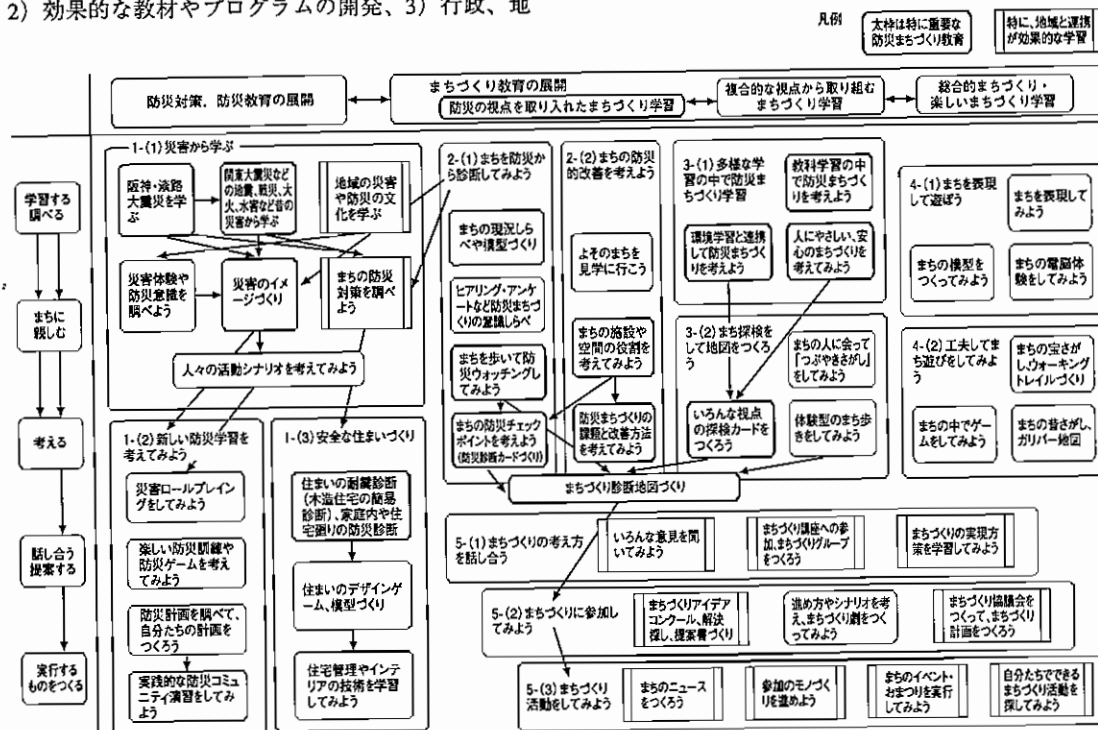 2）効果的な教材やプログラムの開発、3）行政、地
凡例
太枠は特に重要な
防災まちづくり教育
特に、地域と連携
が効果的な学習
防災対策、防災教育の展開
まちづくり教育の展開
防災の視点を取り入れたまちづくり学習
複合的な視点から取り組む
まちづくり学習
総合的まちづくり・
楽しいまちづくり学習
学習する
調べる
まちに
親しむ
考える
話し合う
提案する
実行する
ものをつくる
1-(1)災害から学ぶ
阪神・淡路
大震災を学
ぶ
関東大震災など
の地震、戦災、大
火、水害など昔の
災害から学ぶ
地域の災害
や防災の文
化を学ぶ
災害体験や
防災意識を
調べよう
災害のイメ
ージづくり
まちの防災
対策を調べ
よう
人々の活動シナリオを考えてみよう
1-(2)新しい防災学習を
考えてみよう
災害ロールプレイン
グをしてみよう
楽しい防災訓練や
防災ゲームを考え
てみよう
防災計画を調べて、
自分たちの計画を
つくろう
実践的な防災コミュ
ニティ演習をしてみ
よう
1-(3)安全な住まいづくり
住まいの耐震診断
(木造住宅の簡易
診断)、家庭内や住
宅廻りの防災診断
住まいのデザインゲ
ーム、模型づくり
住宅管理やインテ
リアの技術を学習
してみよう
2-(1)まちを防災か
ら診断してみよう
まちの現況しら
べや模型づくり
ヒアリング・アンケ
ートなど防災まちづ
くりの意識しらべ
まちを歩いて防
災ウォッチングし
てみよう
まちの防災チェック
ポイントを考えよう
(防災診断カードづくり)
2-(2)まちの防災
的改善を考えよう
よそのまちを
見学に行こう
まちの施設や
空間の役割を
考えてみよう
防災まちづくりの
課題と改善方法
を考えてみよう
まちづくり診断地図づくり
3-(1)多様な学
習の中で防災ま
ちづくり学習
教科学習の中
で防災まちづく
りを考えよう
環境学習と連携
して防災まちづく
りを考えよう
人にやさしい、安
心のまちづくりを
考えてみよう
3-(2)まち探検を
して地図をつくろ
う
まちの人に会って
「つぶやきさがし」
をしてみよう
いろんな視点
の探検カードを
つくろう
体験型のまち歩
きをしてみよう
4-(1)まちを表現
して遊ぼう
まちを表現して
みよう
まちの模型を
つくってみよう
まちの電脳体
験をしてみよう
4-(2)工夫してま
ち遊びをしてみよ
う
まちの宝さが
し、ウォーキング
トレイルづくり
まちの中でゲ
ームをしてみよう
まちの昔さがし、
ガリバー地図
5-(1)まちづくりの考え方
を話し合う
いろんな意見を聞
いてみよう
まちづくり講座への参
加、まちづくりグループ
をつくろう
まちづくりの実現方
策を学習してみよう
5-(2)まちづくりに参加し
てみよう
まちづくりアイデア
コンクール、解決
探し、提案書づくり
進め方やシナリオを考
え、まちづくり劇をつく
ってみよう
まちづくり協議会を
つくって、まちづくり
計画をつくろう
5-(3)まちづくり
活動をしてみよう
まちのニュース
をつくろう
参加のモノづく
りを進めよう
まちのイベント・
おまつりを実行
してみよう
自分たちでできる
まちづくり活動を
探してみよう